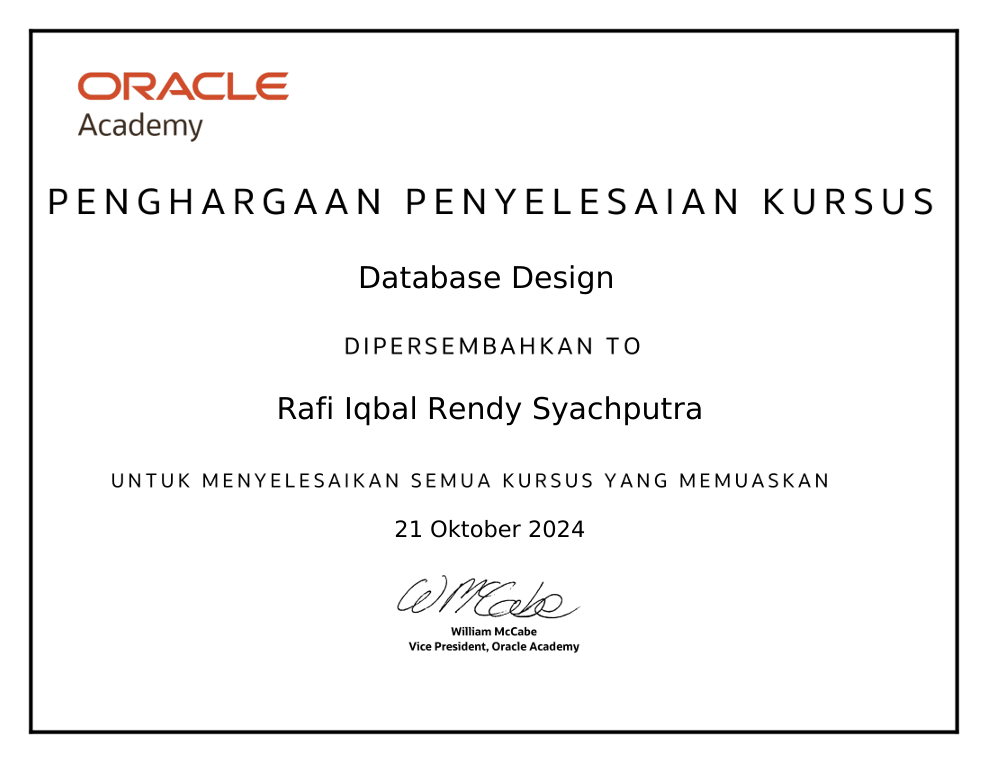 ORACLE
Academy
PENGHARGAAN PENYELESAIAN KURSUS
Database Design
DIPERSEMBAHKAN TO
Rafi Iqbal Rendy Syachputra
UNTUK MENYELESAIKAN SEMUA KURSUS YANG MEMUASKAN
21 Oktober 2024
W McCabe
William McCabe
Vice President, Oracle Academy